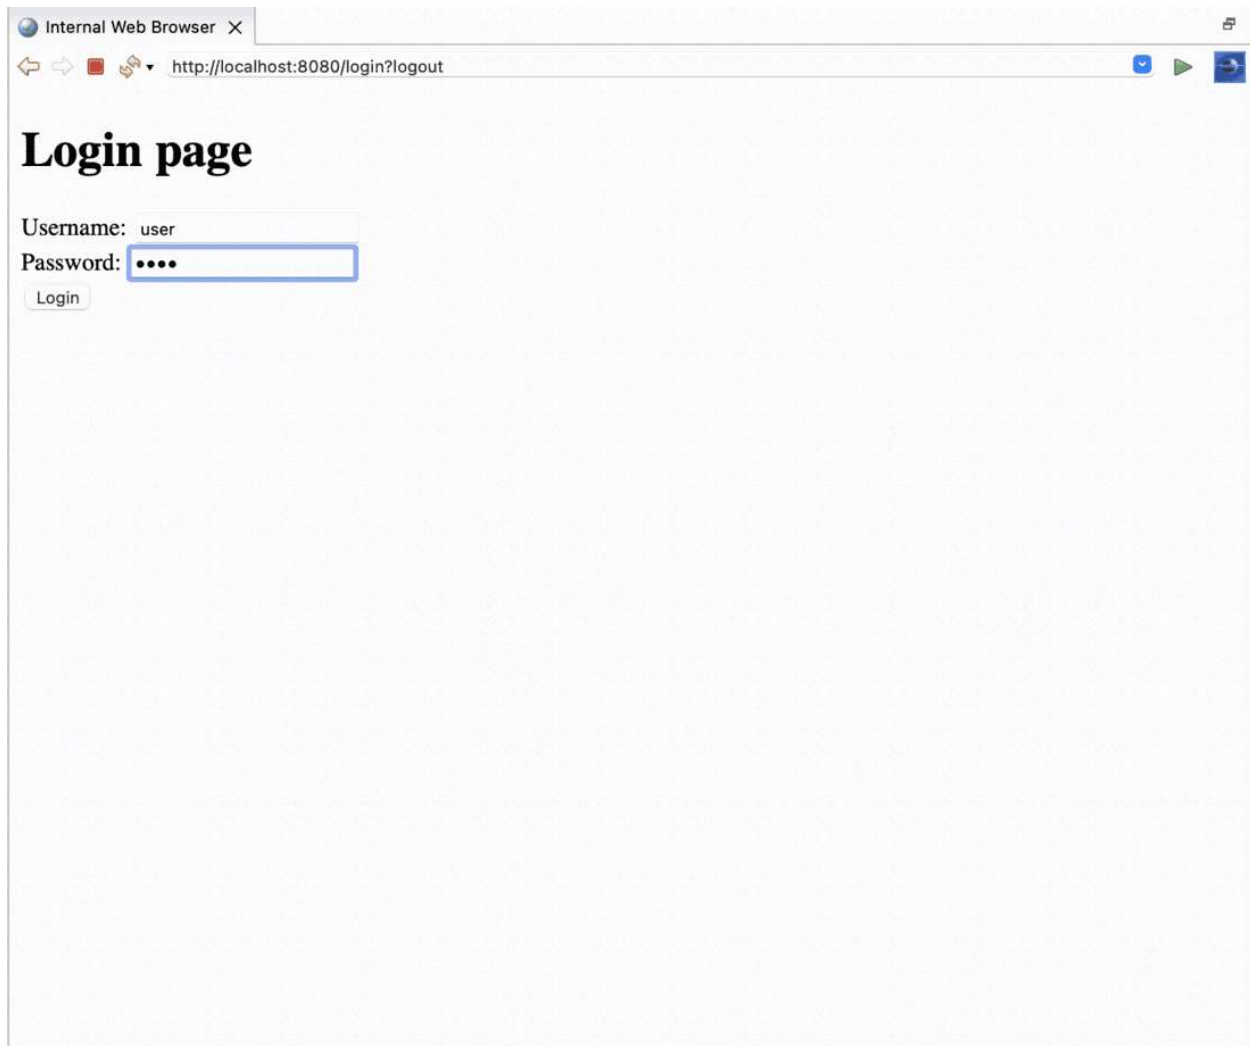 Internal Web Browser
http://localhost:8080/login?logout
Login page
Username: user
Password: ••••
Login